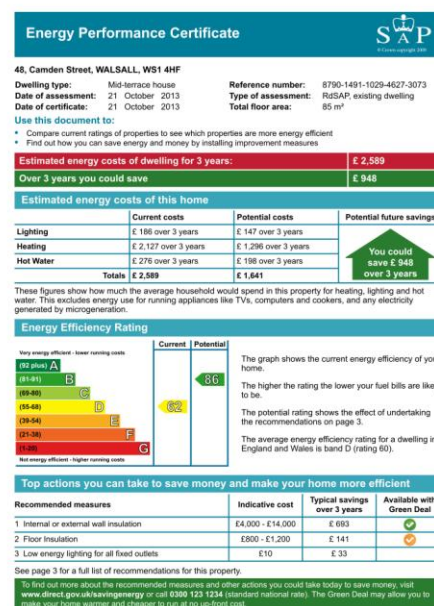 Energy Performance Certificate
SAP
© Crown copyright 2009
48, Camden Street, WALSALL, WS1 4HF
Dwelling type: Mid-terrace house
Reference number: 8790-1491-1029-4627-3073
Date of assessment: 21 October 2013
Type of assessment: RdSAP, existing dwelling
Date of certificate: 21 October 2013
Total floor area: 85 m²
Use this document to:
• Compare current ratings of properties to see which properties are more energy efficient
• Find out how you can save energy and money by installing improvement measures
Estimated energy costs of dwelling for 3 years: £ 2,589
Over 3 years you could save £ 948
Estimated energy costs of this home
Current costs Potential costs Potential future savings
Lighting £ 186 over 3 years £ 147 over 3 years
Heating £ 2,127 over 3 years £ 1,296 over 3 years
Hot Water £ 276 over 3 years £ 198 over 3 years
Totals £ 2,589 £ 1,641
You could
save £ 948
over 3 years
These figures show how much the average household would spend in this property for heating, lighting and hot
water. This excludes energy use for running appliances like TVs, computers and cookers, and any electricity
generated by microgeneration.
Energy Efficiency Rating
Current Potential
Very energy efficient - lower running costs
(92 plus) A
(81-91) B
(69-80) C
(55-68) D
(39-54) E
(21-38) F
(1-20) G
Not energy efficient - higher running costs
62
86
The graph shows the current energy efficiency of you
home.
The higher the rating the lower your fuel bills are like
to be.
The potential rating shows the effect of undertaking
the recommendations on page 3.
The average energy efficiency rating for a dwelling in
England and Wales is band D (rating 60).
Top actions you can take to save money and make your home more efficient
Recommended measures Indicative cost Typical savings over 3 years Available with Green Deal
1 Internal or external wall insulation £4,000 - £14,000 £ 693
2 Floor Insulation £800 - £1,200 £ 141
3 Low energy lighting for all fixed outlets £10 £ 33
See page 3 for a full list of recommendations for this property.
To find out more about the recommended measures and other actions you could take today to save money, visit
www.direct.gov.uk/savingenergy or call 0300 123 1234 (standard national rate). The Green Deal may allow you to
make your home warmer and cheaper to run at no up-front cost